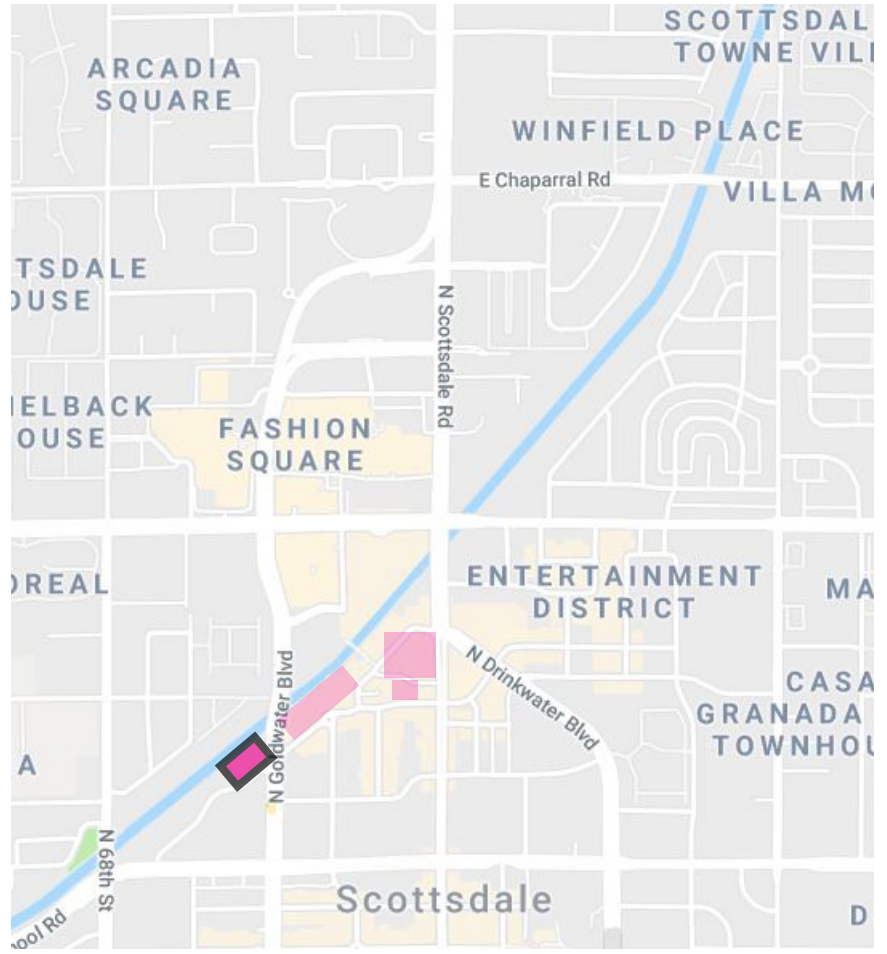 SCOTTSDAL
TOWNE VILL
ARCADIA
SQUARE
WINFIELD PLACE
E Chaparral Rd
VILLA MO
TSDALE
OUSE
N Scottsdale Rd
IELBACK
OUSE
FASHION
SQUARE
ENTERTAINMENT
DISTRICT
OREAL
MA
N Goldwater Blvd
N Drinkwater Blvd
CASA
GRANADA
TOWNHOU
A
N 68th St
Scottsdale
D
ool Rd